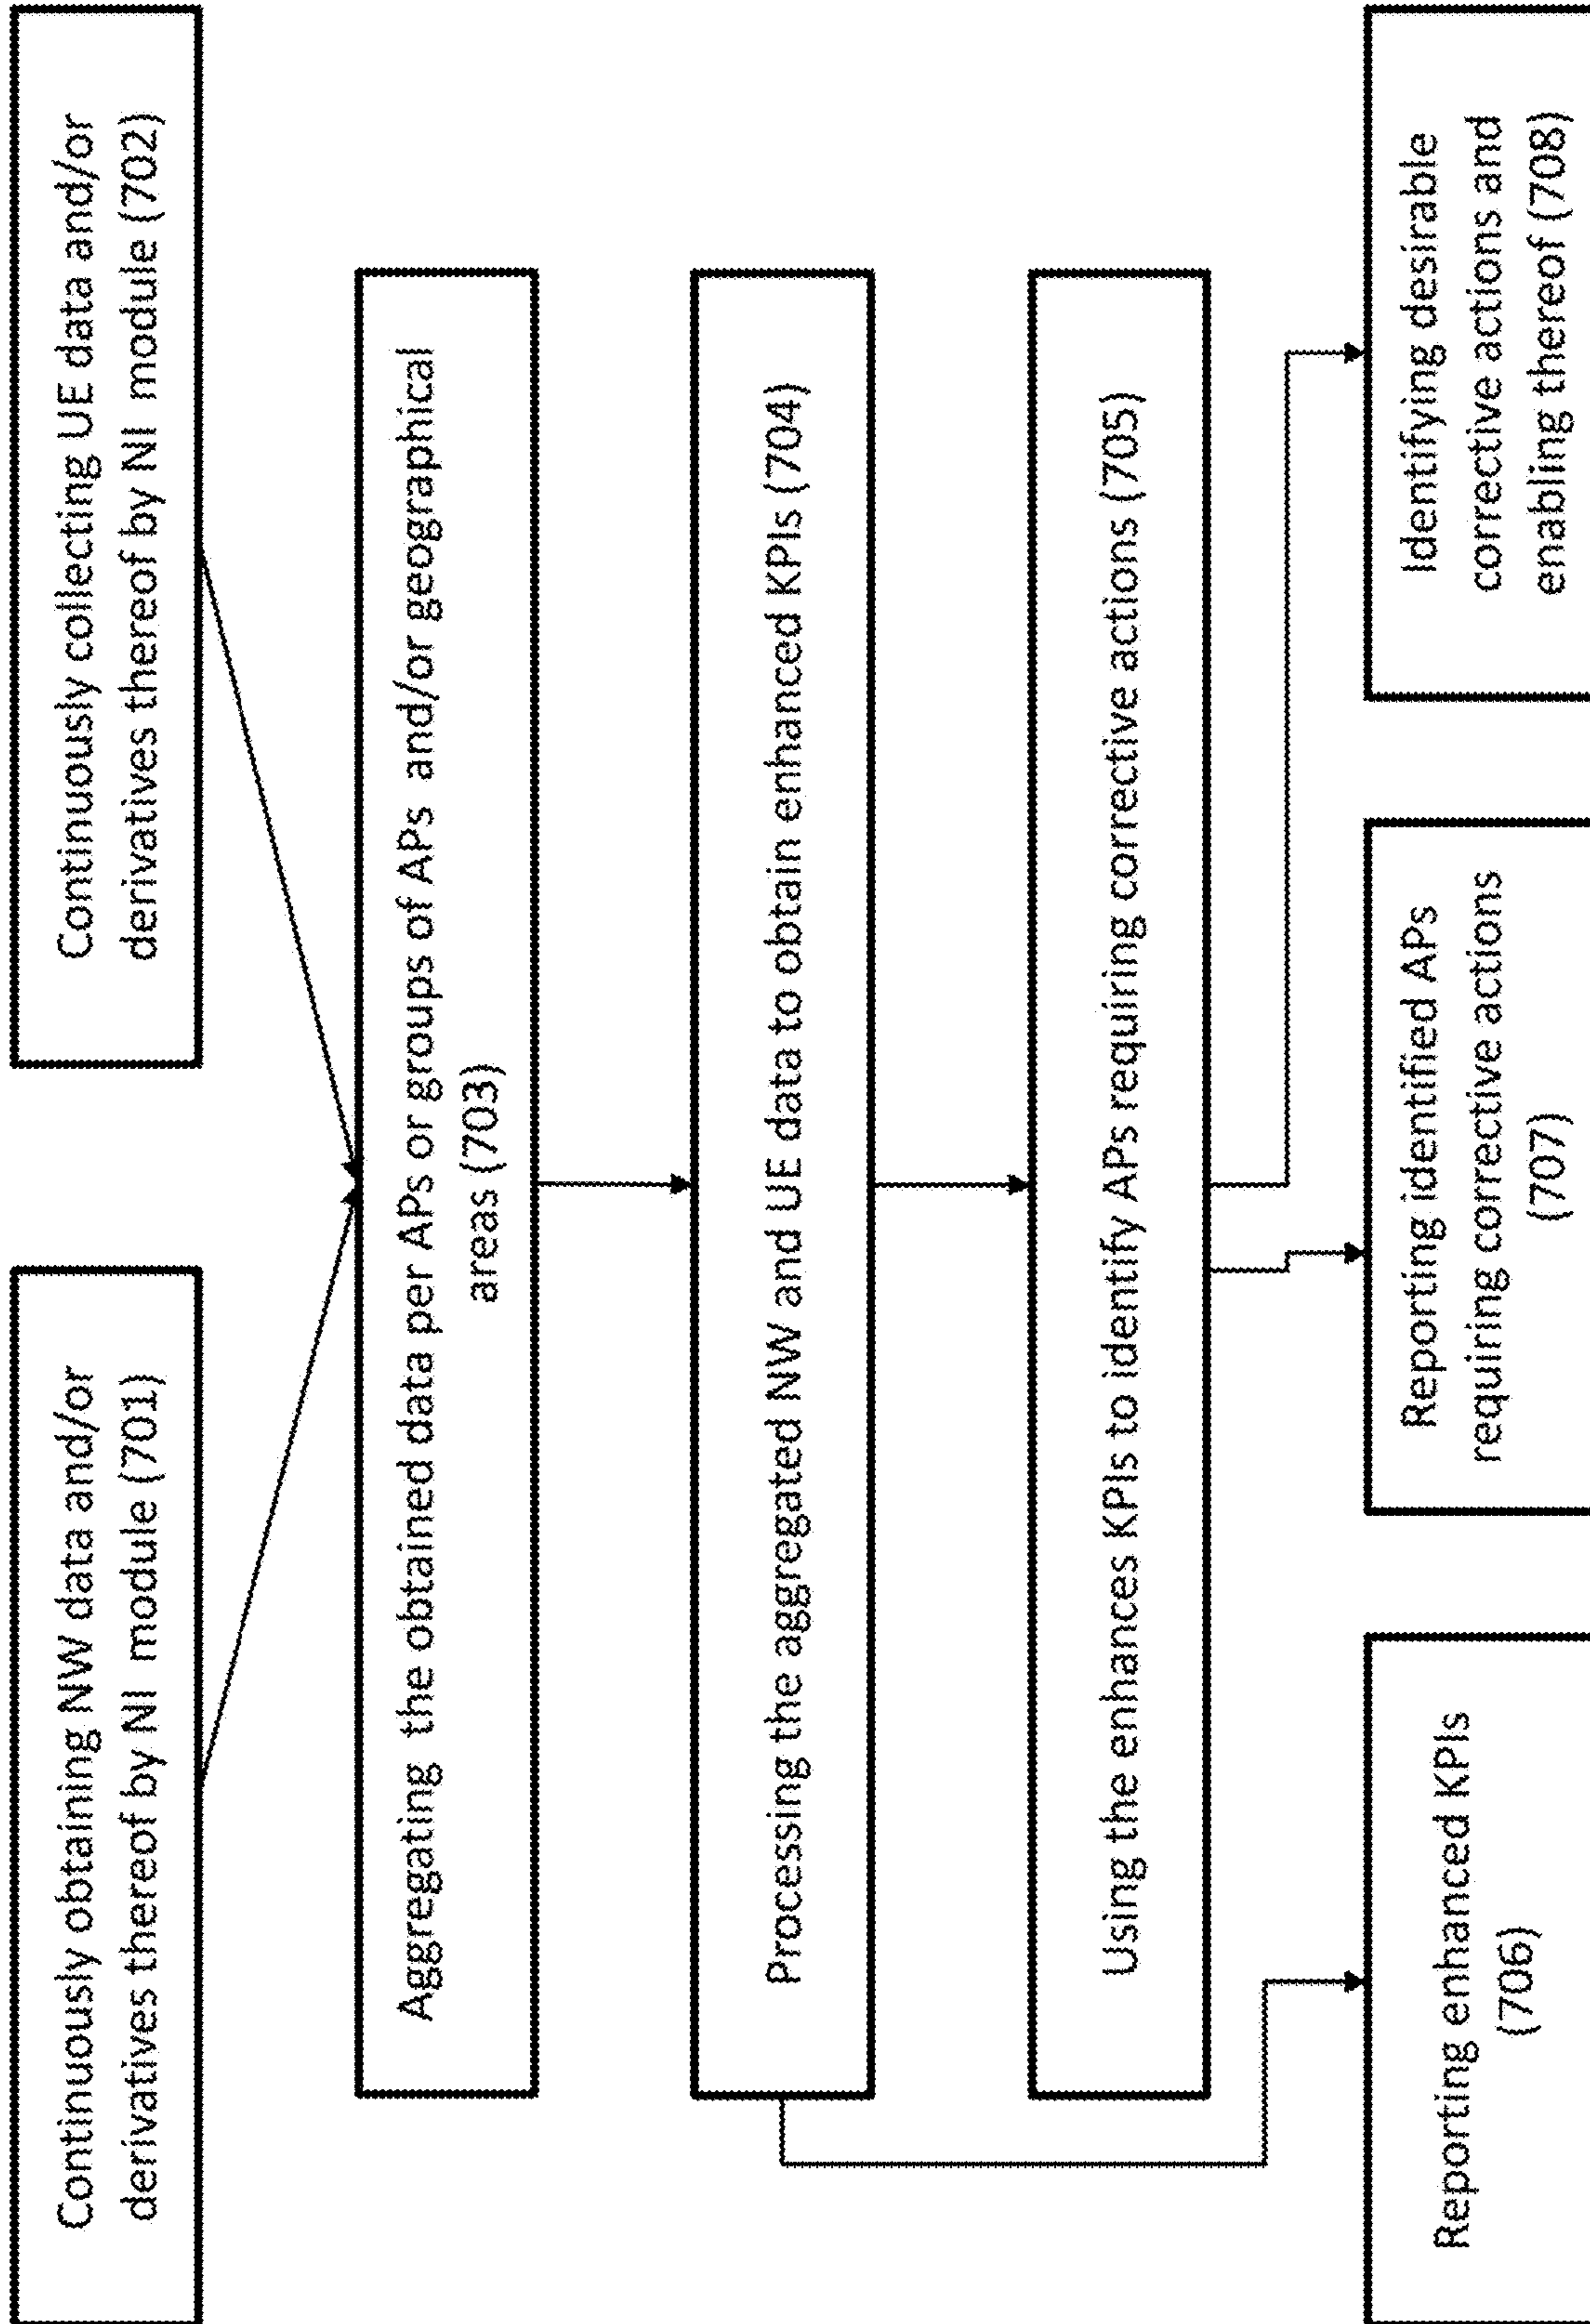 Continuously obtaining NW data and/or
derivatives thereof by NI module (701)
Continuously collecting UE data and/or
derivatives thereof by NI module (702)
Aggregating the obtained data per APs or groups of APs and/or geographical
areas (703)
Processing the aggregated NW and UE data to obtain enhanced KPIs (704)
Using the enhances KPIs to identify APs requiring corrective actions (705)
Reporting enhanced KPIs
(706)
Reporting identified APs
requiring corrective actions
(707)
Identifying desirable
corrective actions and
enabling thereof (708)